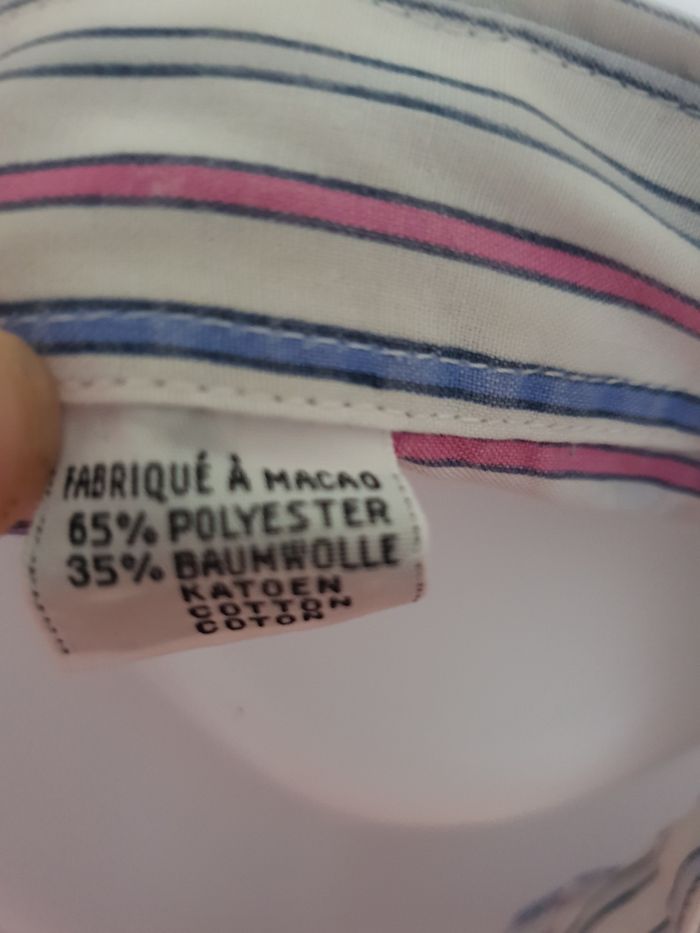 FABRIQUÉ À MACAO
65% POLYESTER
35% BAUMWOLLE
KATOEN
COTTON
COTON